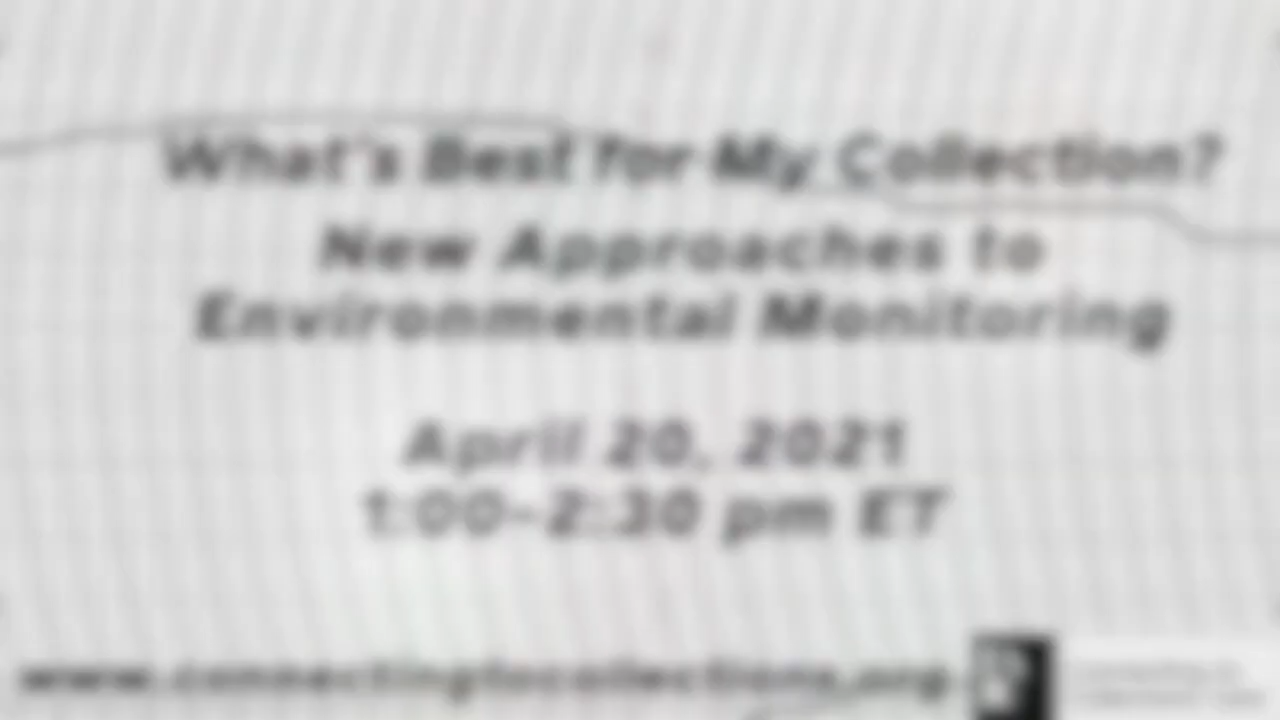 What's Best for My Collection?
New Approaches to
Environmental Monitoring
April 20, 2021
1:00–2:30 pm ET
www.connectingtocollections.org